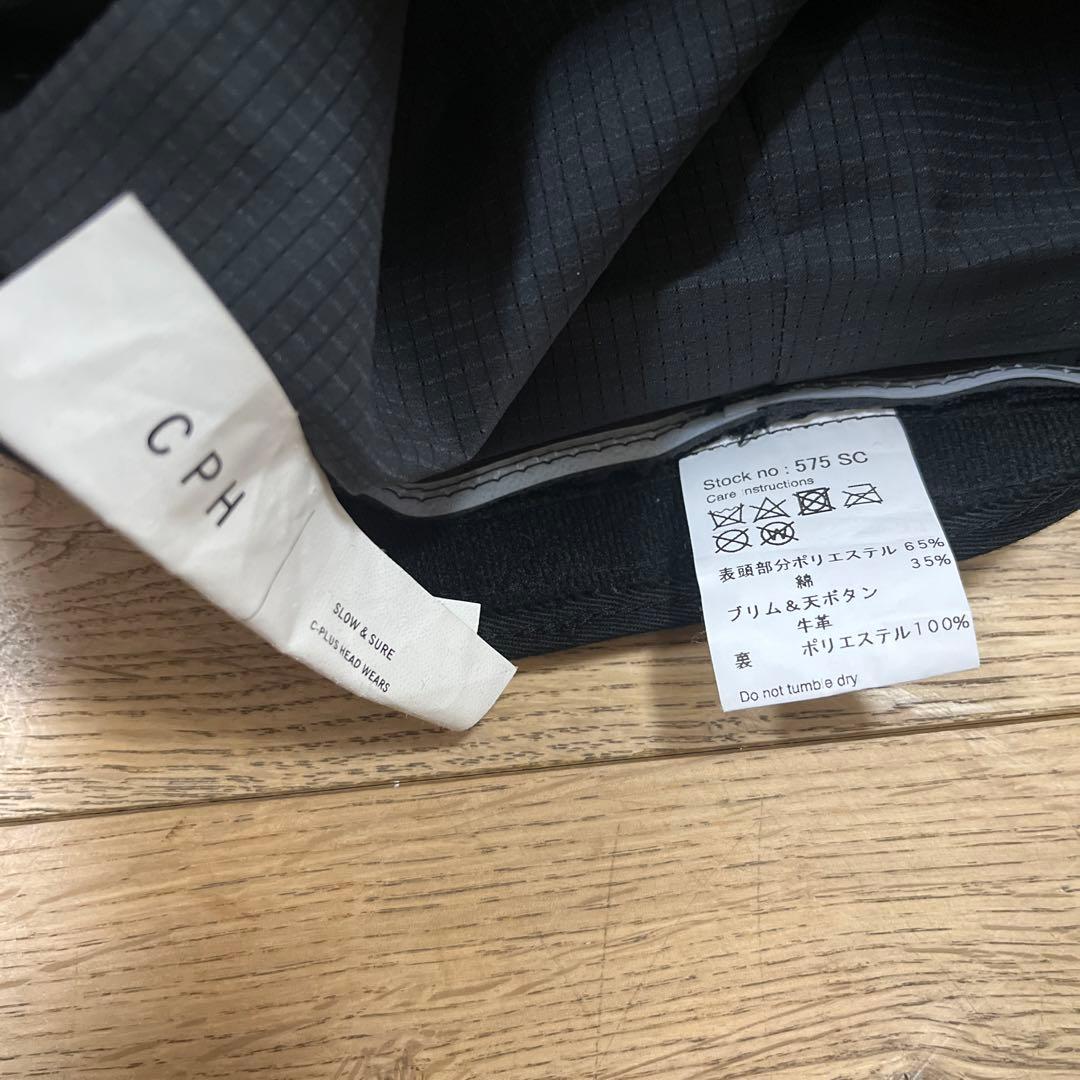 C P H
SLOW & SURE
C-PLUS HEAD WEARS
Stock no : 575 SC
Care Instructions
表頭部分ポリエステル 65%
綿 35%
ブリム&天ボタン
牛革
裏 ポリエステル100%
Do not tumble dry